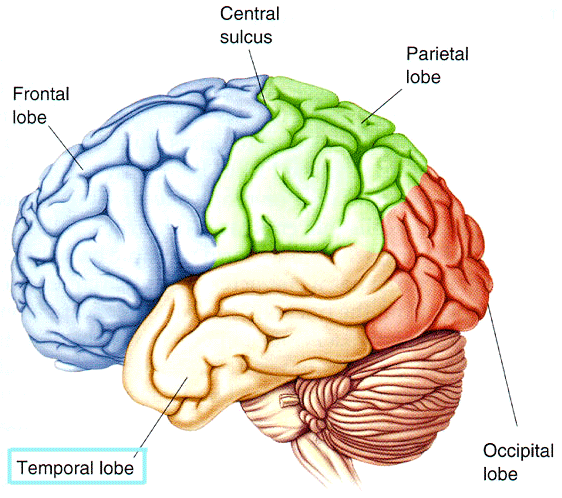 Central
sulcus
Parietal
lobe
Frontal
lobe
Temporal lobe
Occipital
lobe